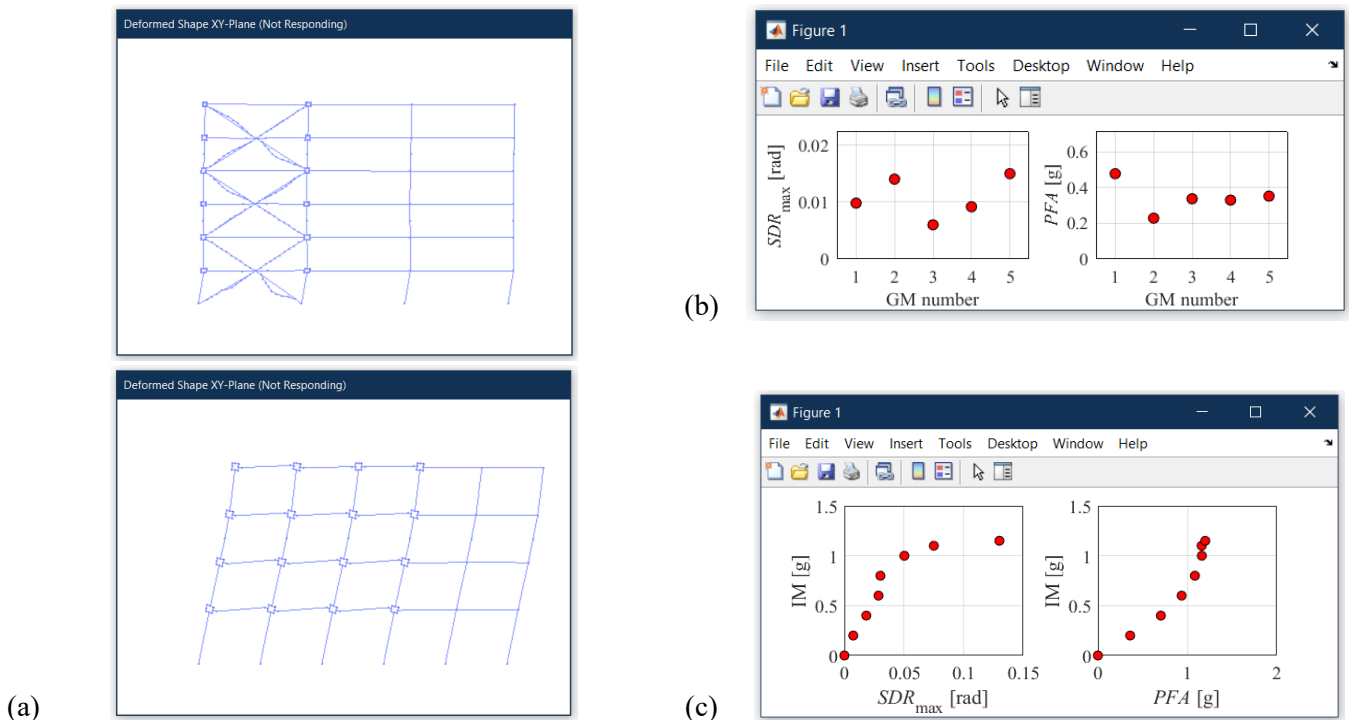 Deformed Shape XY-Plane (Not Responding)
Deformed Shape XY-Plane (Not Responding)
(a)
Figure 1
File Edit View Insert Tools Desktop Window Help
SDRmax [rad]
0.02
0.01
0
1 2 3 4 5
GM number
PFA [g]
0.6
0.4
0.2
0
1 2 3 4 5
GM number
(b)
Figure 1
File Edit View Insert Tools Desktop Window Help
IM [g]
1.5
1
0.5
0
0 0.05 0.1 0.15
SDRmax [rad]
IM [g]
1.5
1
0.5
0
0 1 2
PFA [g]
(c)